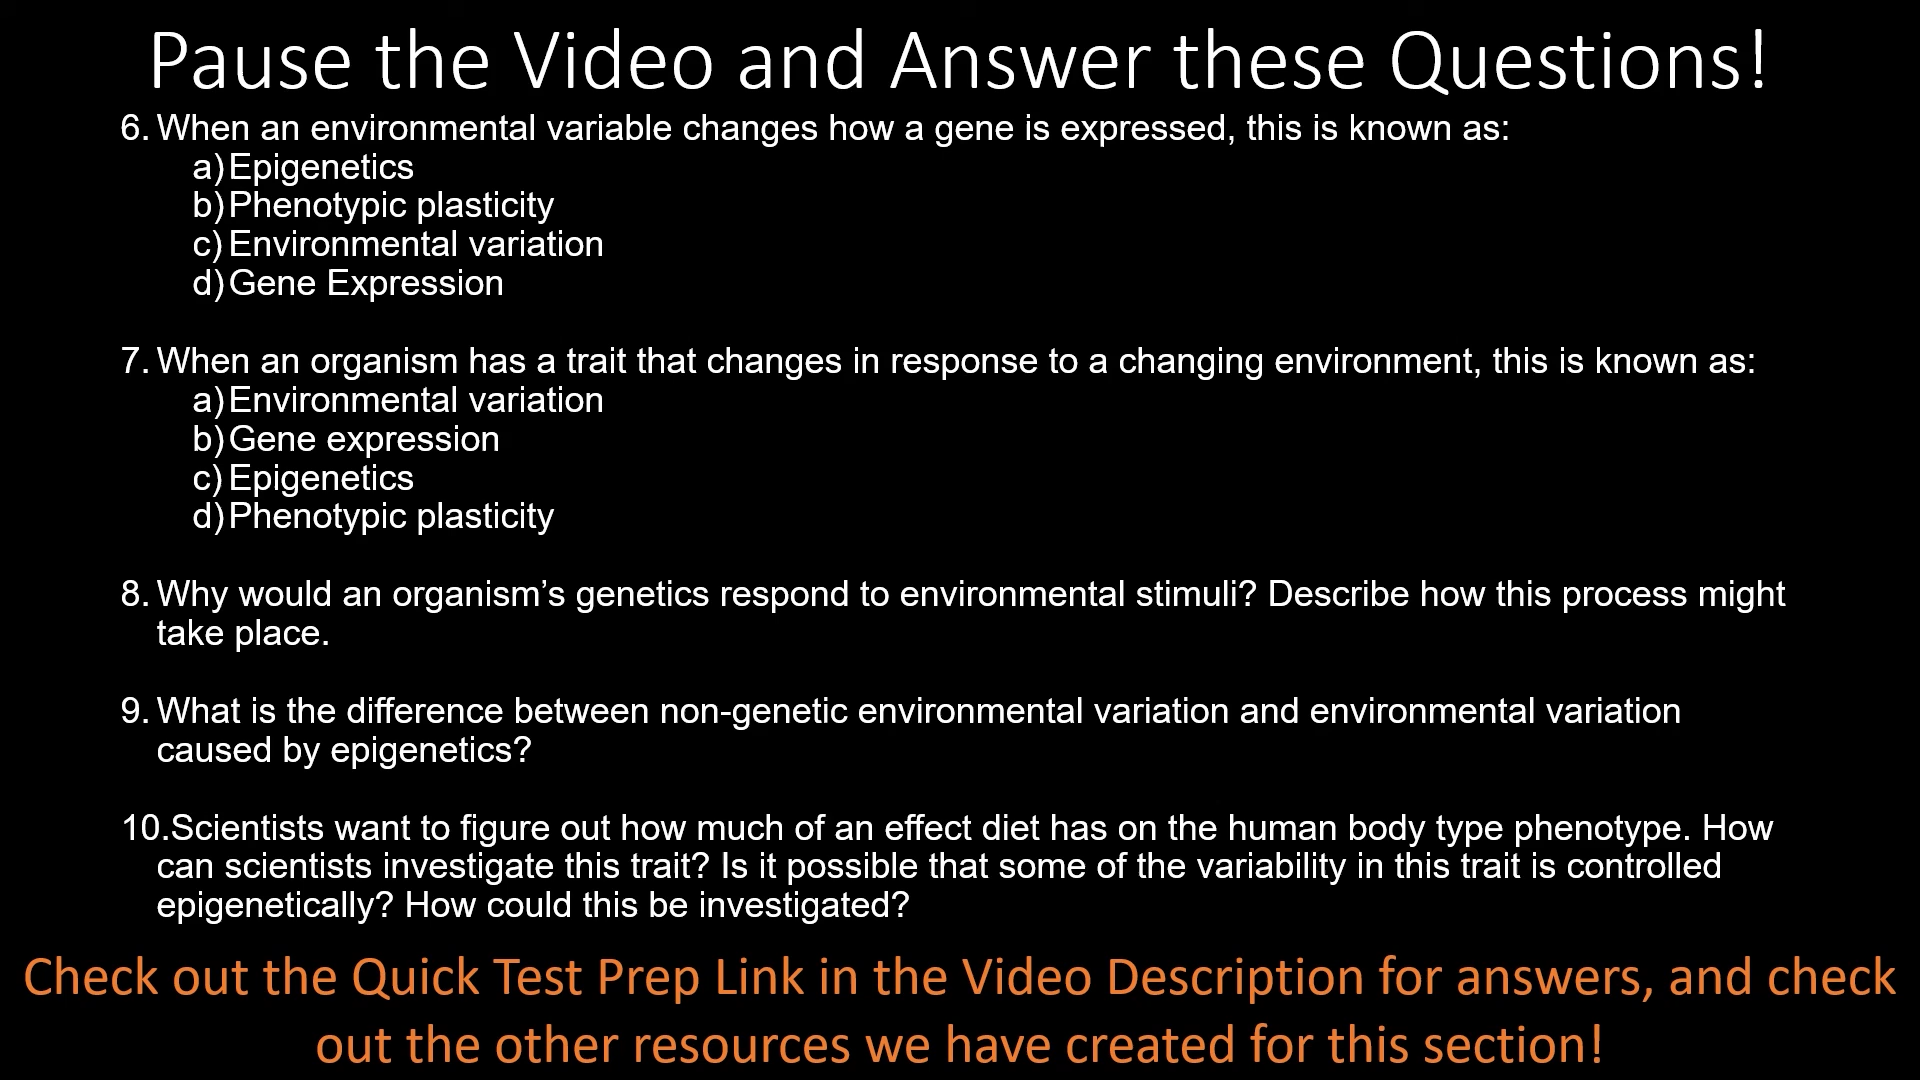 Pause the Video and Answer these Questions!
6. When an environmental variable changes how a gene is expressed, this is known as:
a) Epigenetics
b) Phenotypic plasticity
c) Environmental variation
d) Gene Expression
7. When an organism has a trait that changes in response to a changing environment, this is known as:
a) Environmental variation
b) Gene expression
c) Epigenetics
d) Phenotypic plasticity
8. Why would an organism’s genetics respond to environmental stimuli? Describe how this process might
take place.
9. What is the difference between non-genetic environmental variation and environmental variation
caused by epigenetics?
10.Scientists want to figure out how much of an effect diet has on the human body type phenotype. How
can scientists investigate this trait? Is it possible that some of the variability in this trait is controlled
epigenetically? How could this be investigated?
Check out the Quick Test Prep Link in the Video Description for answers, and check
out the other resources we have created for this section!